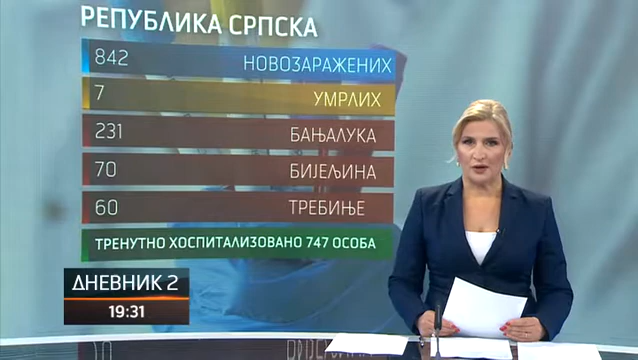 РЕПУБЛИКА СРПСКА
842 НОВОЗАРАЖЕНИХ
7 УМРЛИХ
231 БАЊАЛУКА
70 БИЈЕЉИНА
60 ТРЕБИЊЕ
ТРЕНУТНО ХОСПИТАЛИЗОВАНО 747 ОСОБА
ДНЕВНИК 2
19:31